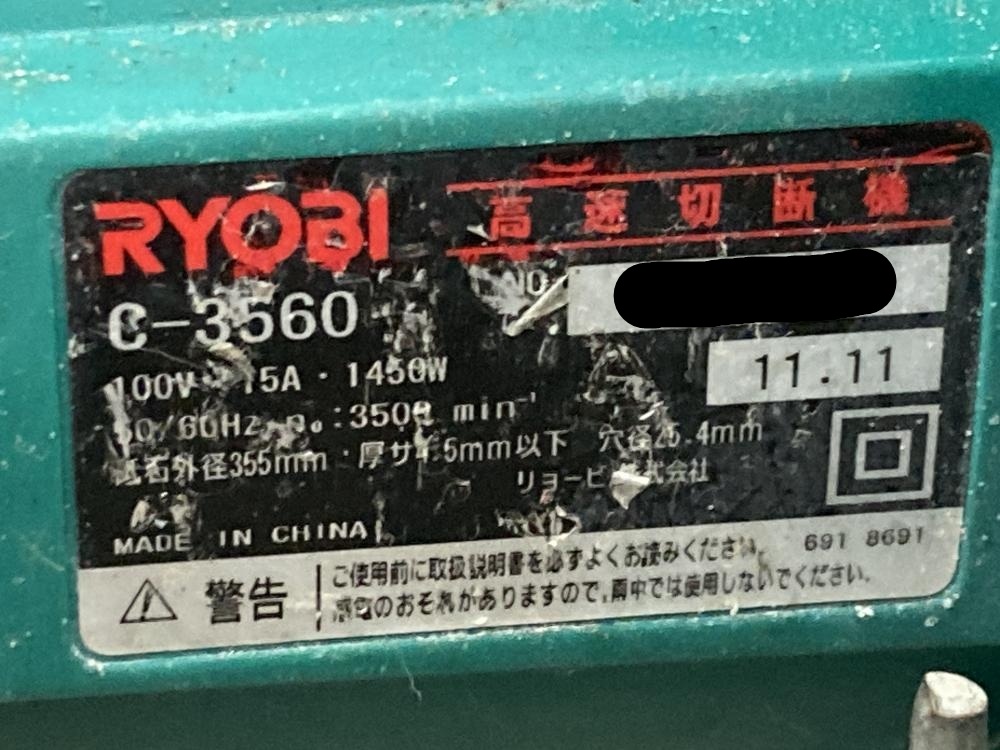 RYOBI
高速切断機
C-3560
NO.
11.11
100V 15A・1450W
50/60Hz n₀:3500 min⁻¹
砥石外径355mm・厚サ 5mm以下 穴径25.4mm
リョービ株式会社
MADE IN CHINA
691 8691
警告
ご使用前に取扱説明書を必ずよくお読みください。
感電のおそれがありますので,雨中では使用しないでください.